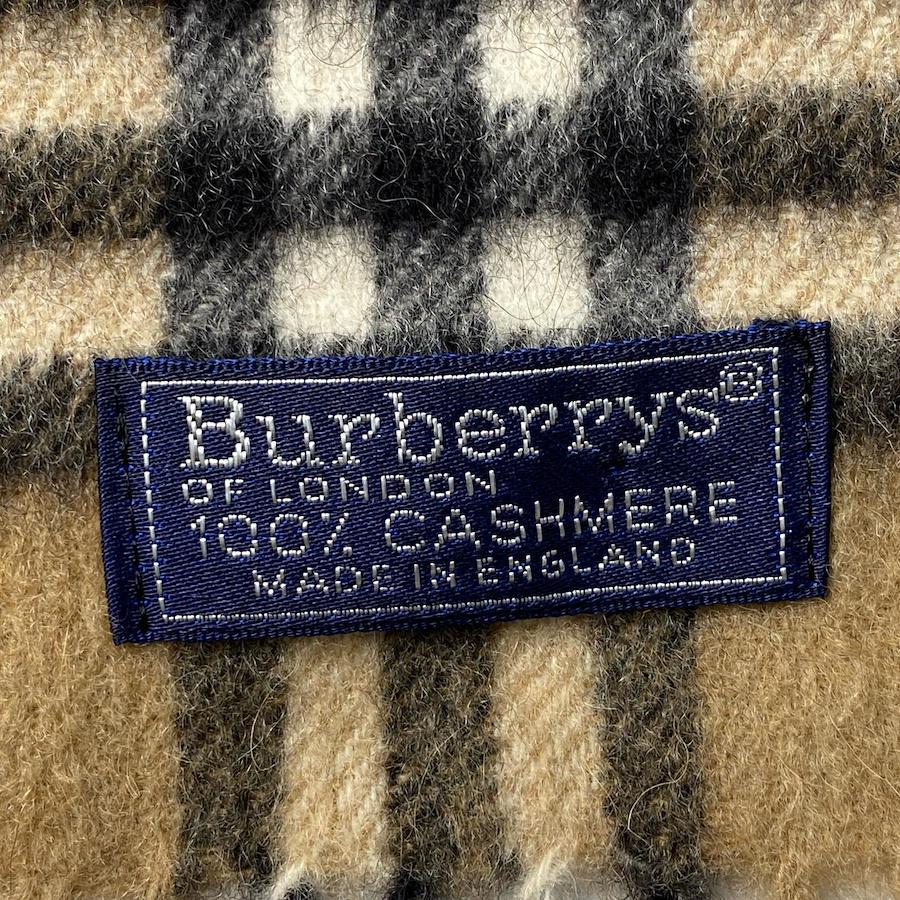 Burberrys®
OF LONDON
100% CASHMERE
MADE IN ENGLAND